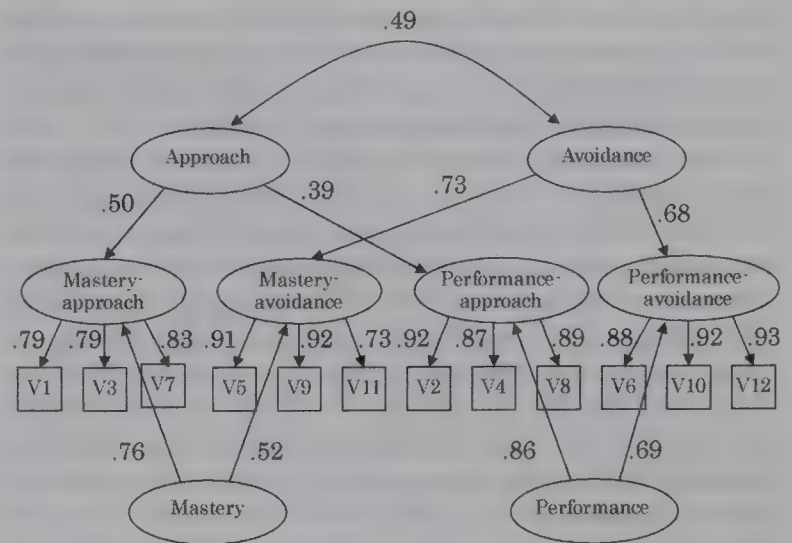 .49
Approach
Avoidance
.50
.39
.73
.68
Mastery-
approach
Mastery-
avoidance
Performance-
approach
Performance-
avoidance
.79 .79 .83 .91 .92 .73 .92 .87 .89 .88 .92 .93
V1 V3 V7 V5 V9 V11 V2 V4 V8 V6 V10 V12
.76 .52 .86 .69
Mastery
Performance